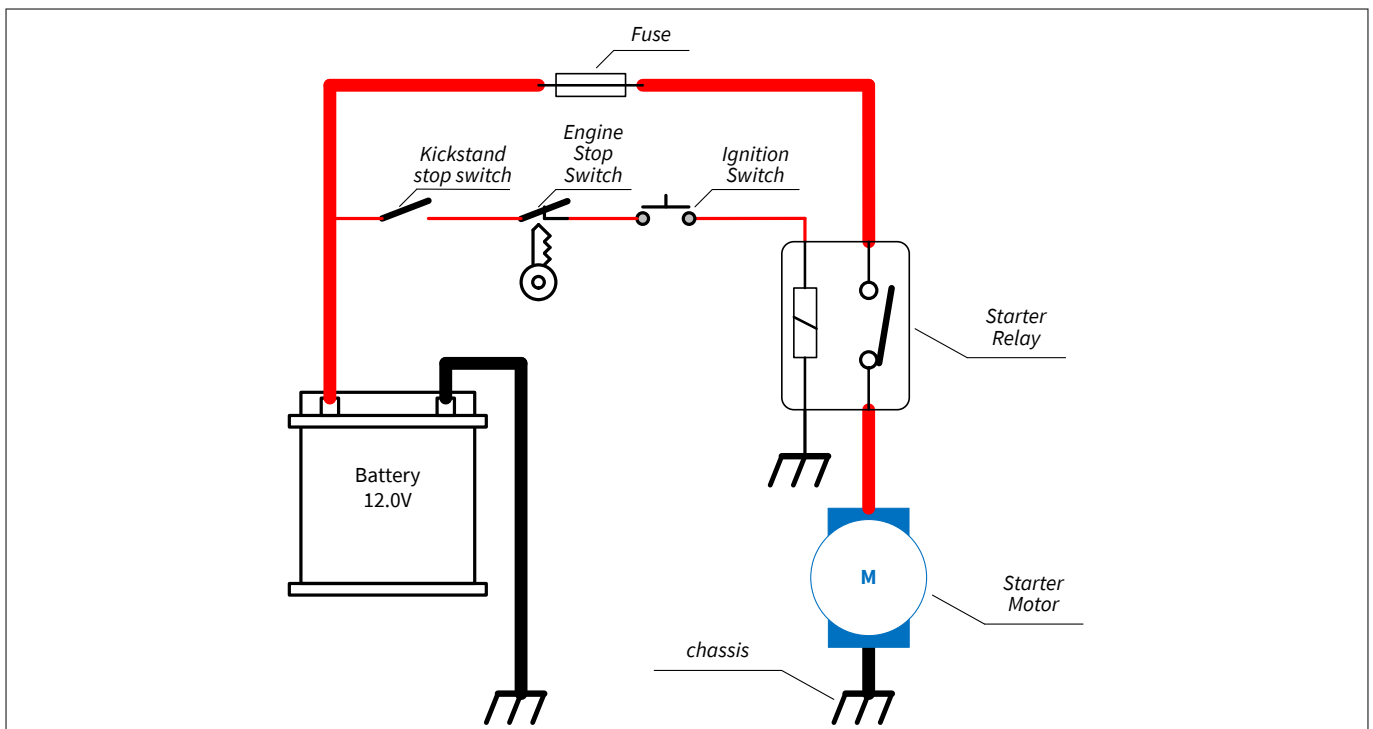 Fuse
Engine
Stop
Switch
Kickstand
stop switch
Ignition
Switch
Starter
Relay
Battery
12.0V
M
Starter
Motor
chassis